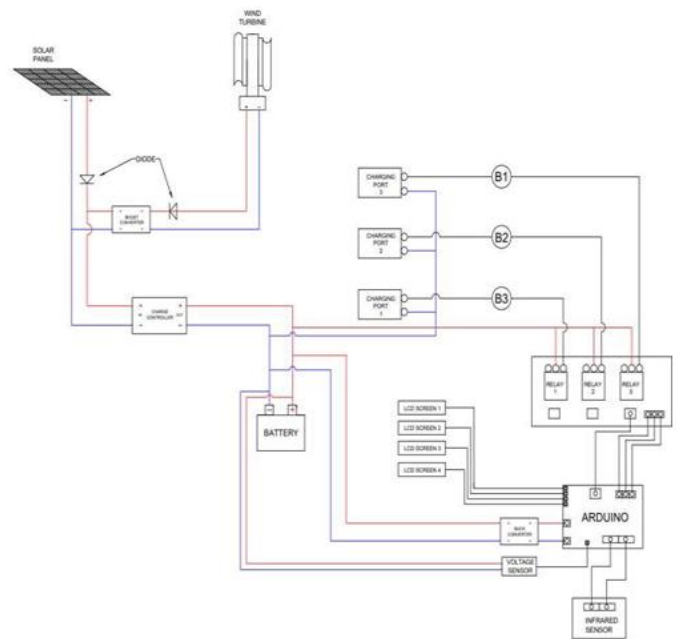 WIND
TURBINE
SOLAR
PANEL
- +
+ -
DIODE
BOOST
CONVERTER
CHARGING
PORT
3
B1
CHARGING
PORT
2
B2
CHARGING
PORT
1
B3
CHARGE
CONTROLLER
RELAY
1
RELAY
2
RELAY
3
LCD SCREEN 1
LCD SCREEN 2
LCD SCREEN 3
LCD SCREEN 4
- +
BATTERY
ARDUINO
BUCK
VOLTAGE
SENSOR
INFRARED
SENSOR